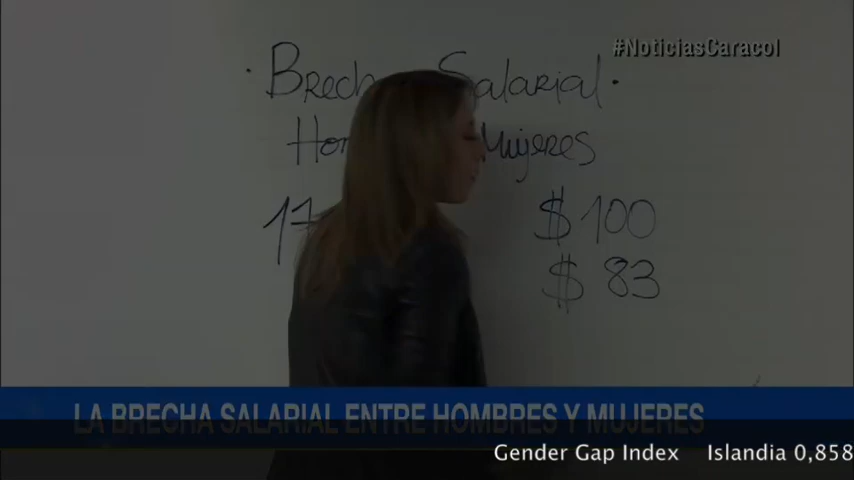 #NoticiasCaracol
· Brech Salarial ·
Ho Mujeres
17 $ 100
$ 83
LA BRECHA SALARIAL ENTRE HOMBRES Y MUJERES
Gender Gap Index Islandia 0,858